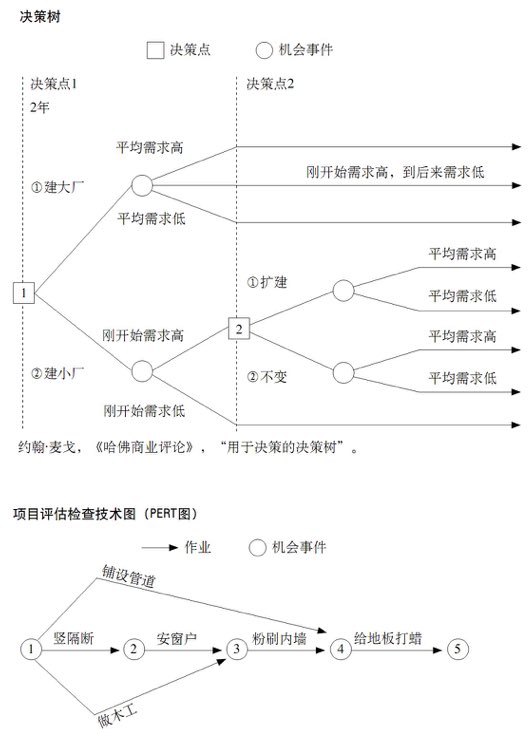 决策树
决策点
机会事件
决策点1
决策点2
2年
平均需求高
刚开始需求高，到后来需求低
①建大厂
平均需求低
平均需求高
①扩建
1
平均需求低
刚开始需求高
2
平均需求高
②建小厂
②不变
平均需求低
刚开始需求低
约翰·麦戈，《哈佛商业评论》，“用于决策的决策树”。
项目评估检查技术图（PERT图）
作业
机会事件
铺设管道
竖隔断
安窗户
粉刷内墙
给地板打蜡
1
2
3
4
5
做木工